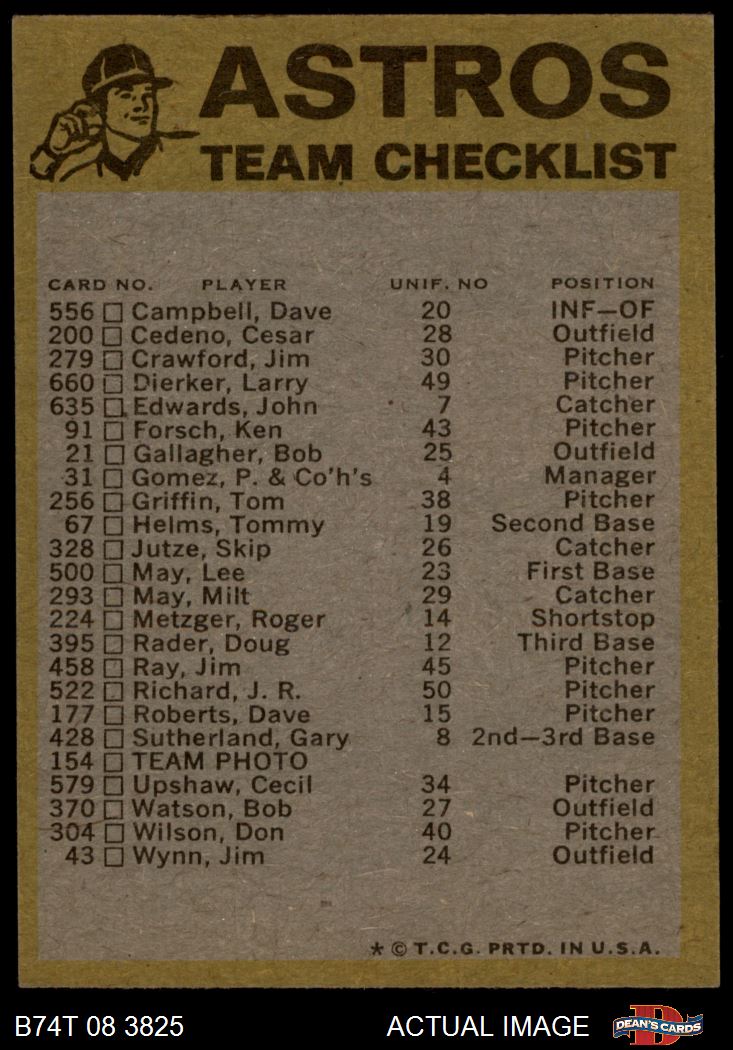 ASTROS
TEAM CHECKLIST
CARD NO. PLAYER UNIF. NO POSITION
556 □ Campbell, Dave 20 INF–OF
200 □ Cedeno, Cesar 28 Outfield
279 □ Crawford, Jim 30 Pitcher
660 □ Dierker, Larry 49 Pitcher
635 □ Edwards, John 7 Catcher
91 □ Forsch, Ken 43 Pitcher
21 □ Gallagher, Bob 25 Outfield
31 □ Gomez, P. & Co'h's 4 Manager
256 □ Griffin, Tom 38 Pitcher
67 □ Helms, Tommy 19 Second Base
328 □ Jutze, Skip 26 Catcher
500 □ May, Lee 23 First Base
293 □ May, Milt 29 Catcher
224 □ Metzger, Roger 14 Shortstop
395 □ Rader, Doug 12 Third Base
458 □ Ray, Jim 45 Pitcher
522 □ Richard, J. R. 50 Pitcher
177 □ Roberts, Dave 15 Pitcher
428 □ Sutherland, Gary 8 2nd–3rd Base
154 □ TEAM PHOTO
579 □ Upshaw, Cecil 34 Pitcher
370 □ Watson, Bob 27 Outfield
304 □ Wilson, Don 40 Pitcher
43 □ Wynn, Jim 24 Outfield
* © T.C.G. PRTD. IN U.S.A.
B74T 08 3825 ACTUAL IMAGE D DEAN'S CARDS